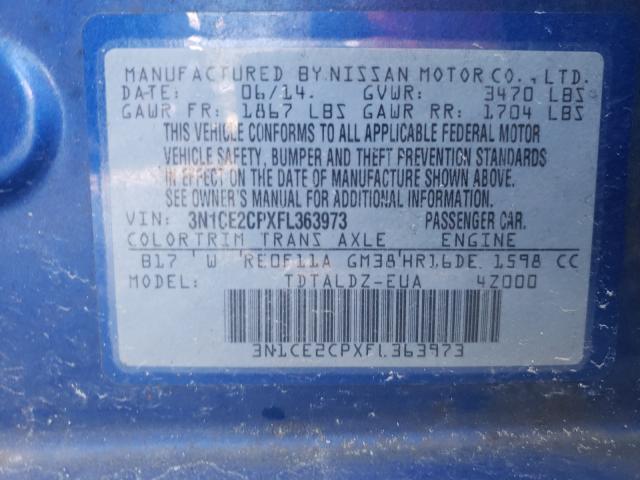 MANUFACTURED BY NISSAN MOTOR CO., LTD.
DATE: 06/14. GVWR: 3470 LBS
GAWR FR: 1867 LBS GAWR RR: 1704 LBS
THIS VEHICLE CONFORMS TO ALL APPLICABLE FEDERAL MOTOR
VEHICLE SAFETY, BUMPER AND THEFT PREVENTION STANDARDS
IN EFFECT ON THE DATE OF MANUFACTURE SHOWN ABOVE.
SEE OWNER'S MANUAL FOR ADDITIONAL INFORMATION.
VIN: 3N1CE2CPXFL363973 PASSENGER CAR.
COLOR TRIM TRANS AXLE ENGINE
B17 W RE0F11A GM38 HR16DE 1598 CC
MODEL: TDTALDZ-EUA 4Z000
3N1CE2CPXFL363973